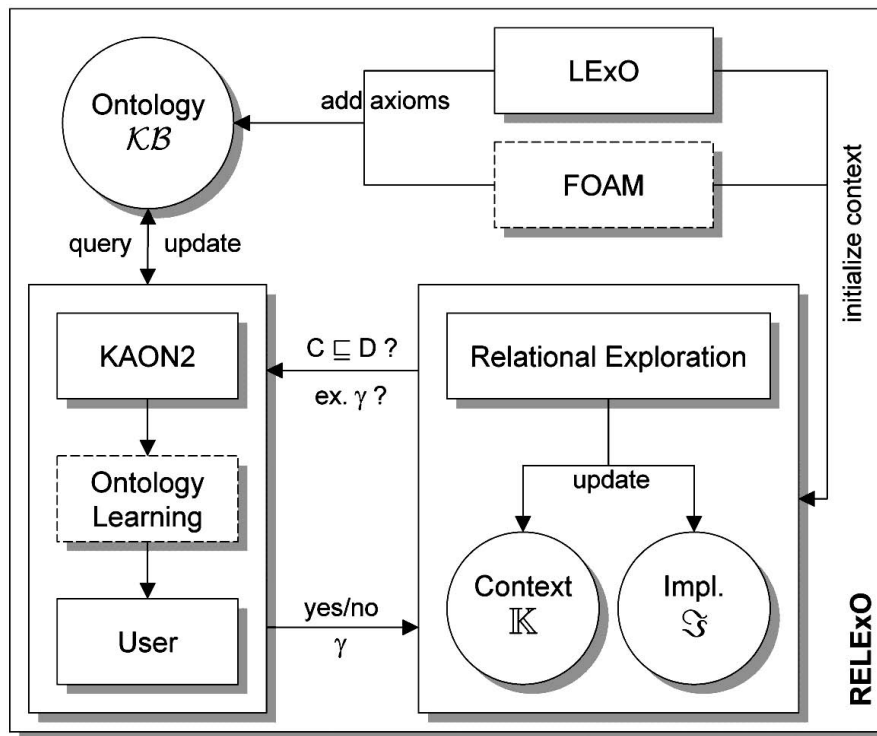 Ontology
𝒦ℬ
add axioms
LExO
FOAM
initialize context
query update
KAON2
Ontology
Learning
User
C ⊑ D ?
ex. γ ?
yes/no
γ
Relational Exploration
update
Context
𝕂
Impl.
ℑ
RELExO